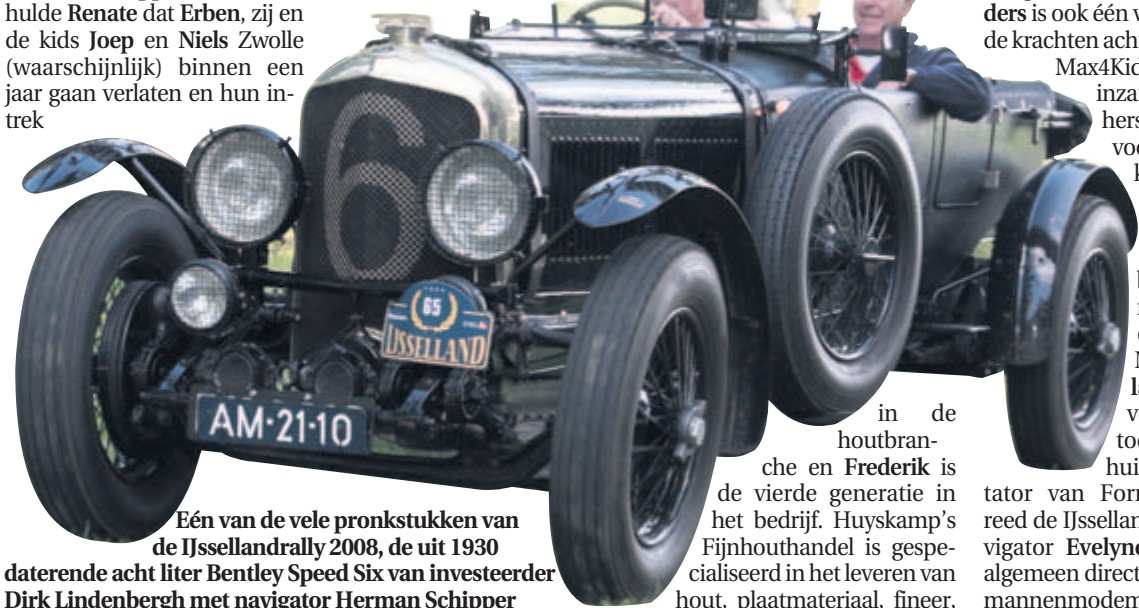 hulde Renate dat Erben, zij en
de kids Joep en Niels Zwolle
(waarschijnlijk) binnen een
jaar gaan verlaten en hun in-
trek
6
65
IJSSELLAND
AM·21·10
Eén van de vele pronkstukken van
de IJssellandrally 2008, de uit 1930
daterende acht liter Bentley Speed Six van investeerder
Dirk Lindenbergh met navigator Herman Schipper
in de
houtbran-
che en Frederik is
de vierde generatie in
het bedrijf. Huyskamp's
Fijnhouthandel is gespe-
cialiseerd in het leveren van
hout, plaatmateriaal, fineer,
ders is ook één v
de krachten ach
Max4Kid
inza
hers
voo
k
la
v
to
hui
tator van For
reed de IJssellan
vigator Evelyn
algemeen direct
mannenmodem